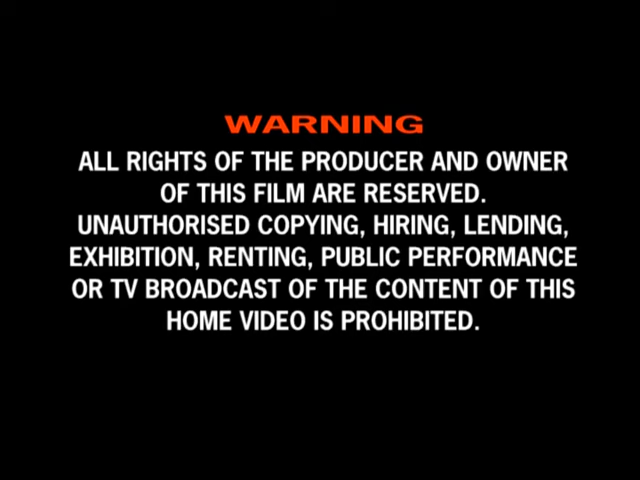 WARNING
ALL RIGHTS OF THE PRODUCER AND OWNER
OF THIS FILM ARE RESERVED.
UNAUTHORISED COPYING, HIRING, LENDING,
EXHIBITION, RENTING, PUBLIC PERFORMANCE
OR TV BROADCAST OF THE CONTENT OF THIS
HOME VIDEO IS PROHIBITED.